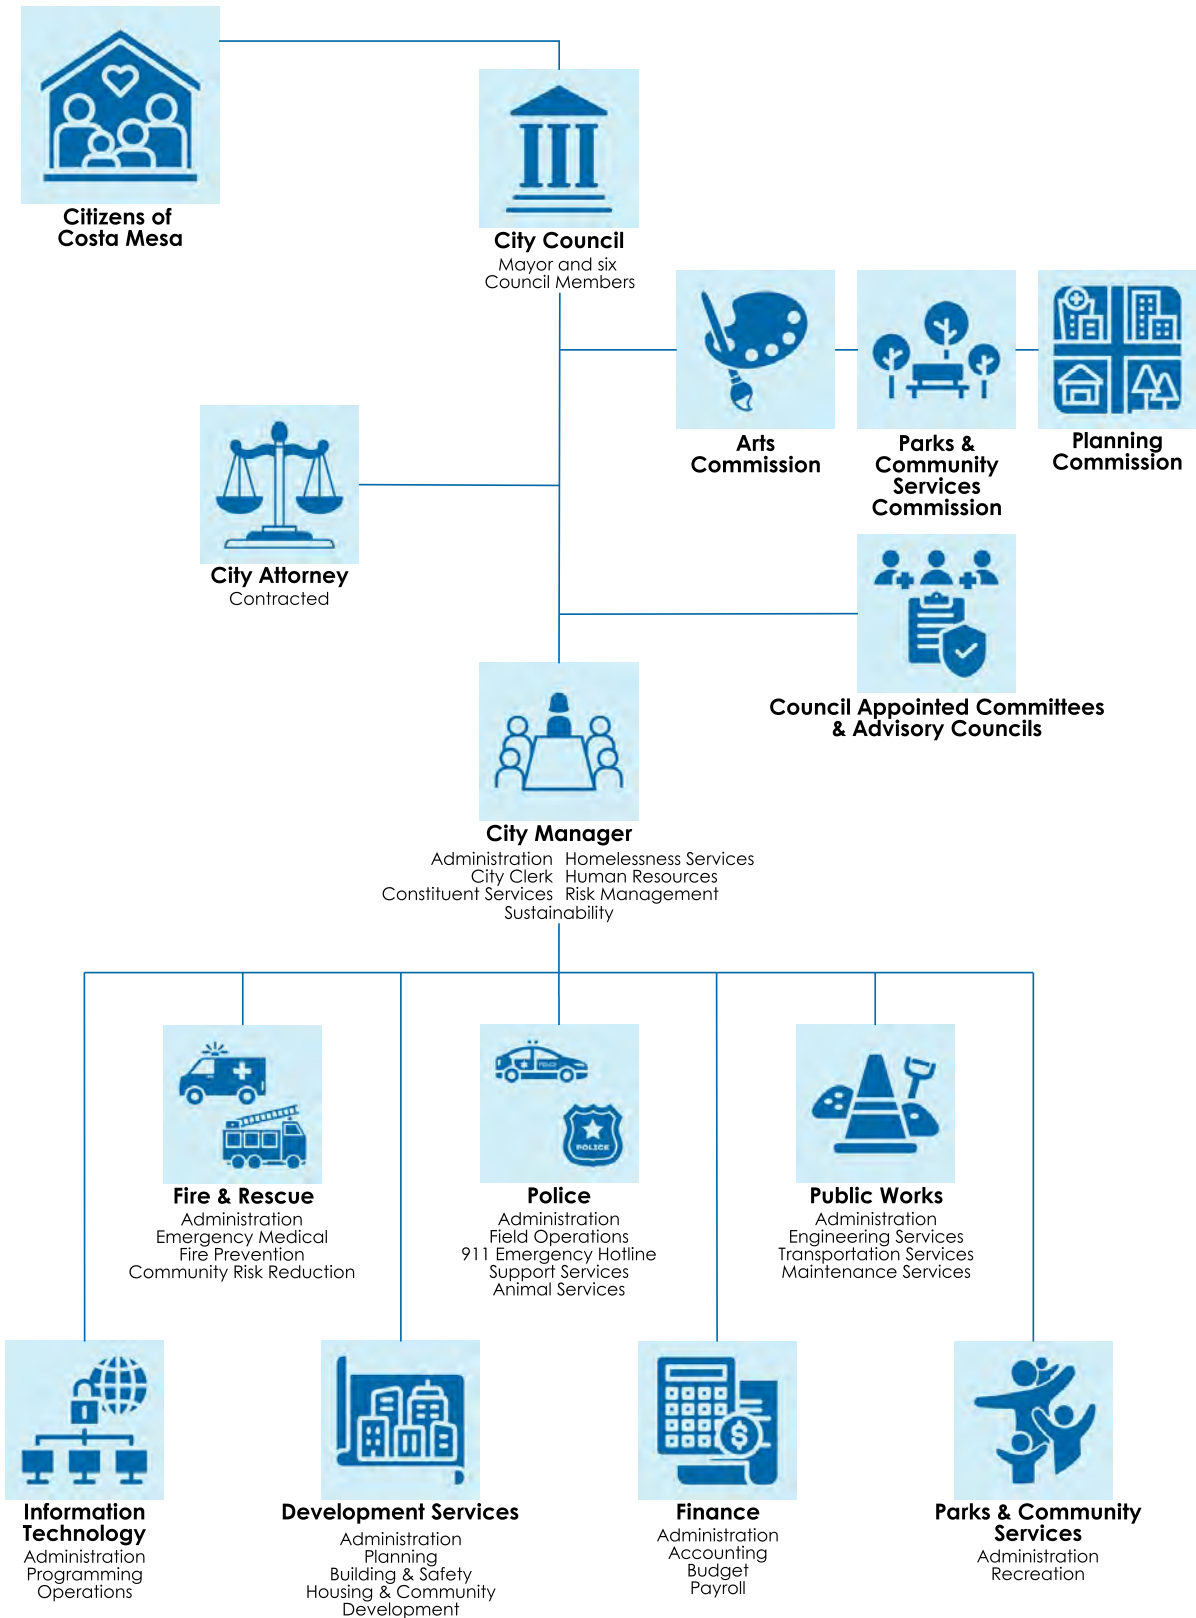 Citizens of
Costa Mesa
City Council
Mayor and six
Council Members
Arts
Commission
Parks &
Community
Services
Commission
Planning
Commission
City Attorney
Contracted
Council Appointed Committees
& Advisory Councils
City Manager
Administration Homelessness Services
City Clerk Human Resources
Constituent Services Risk Management
Sustainability
Fire & Rescue
Administration
Emergency Medical
Fire Prevention
Community Risk Reduction
POLICE
POLICE
Police
Administration
Field Operations
911 Emergency Hotline
Support Services
Animal Services
Public Works
Administration
Engineering Services
Transportation Services
Maintenance Services
Information
Technology
Administration
Programming
Operations
Development Services
Administration
Planning
Building & Safety
Housing & Community
Development
$
Finance
Administration
Accounting
Budget
Payroll
Parks & Community
Services
Administration
Recreation